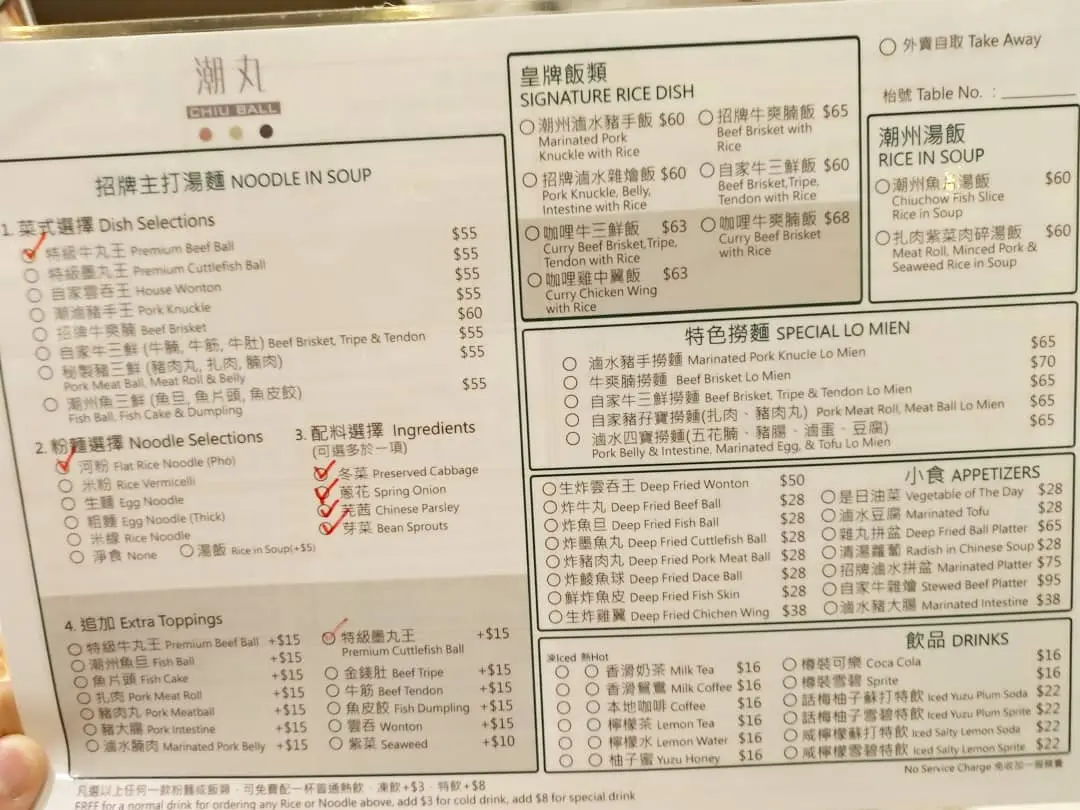 潮丸
CHIU BALL
招牌主打湯麵 NOODLE IN SOUP
1. 菜式選擇 Dish Selections
特級牛丸王 Premium Beef Ball $55
特級墨丸王 Premium Cuttlefish Ball $55
自家雲吞王 House Wonton $55
潮滷豬手王 Pork Knuckle $55
招牌牛爽腩 Beef Brisket $60
自家牛三鮮 (牛腩, 牛筋, 牛肚) Beef Brisket, Tripe & Tendon $55
秘製豬三鮮 (豬肉丸, 扎肉, 腩肉) $55
Pork Meat Ball, Meat Roll & Belly
潮州魚三鮮 (魚旦, 魚片頭, 魚皮餃) $55
Fish Ball, Fish Cake & Dumpling
2. 粉麵選擇 Noodle Selections
河粉 Flat Rice Noodle (Pho)
米粉 Rice Vermicelli
生麵 Egg Noodle
粗麵 Egg Noodle (Thick)
米線 Rice Noodle
淨食 None 湯飯 Rice in Soup(+$5)
3. 配料選擇 Ingredients
(可選多於一項)
冬菜 Preserved Cabbage
蔥花 Spring Onion
芫茜 Chinese Parsley
芽菜 Bean Sprouts
4. 追加 Extra Toppings
特級牛丸王 Premium Beef Ball +$15
潮州魚旦 Fish Ball +$15
魚片頭 Fish Cake +$15
扎肉 Pork Meat Roll +$15
豬肉丸 Pork Meatball +$15
豬大腸 Pork Intestine +$15
滷水腩肉 Marinated Pork Belly +$15
特級墨丸王 +$15
Premium Cuttlefish Ball
金錢肚 Beef Tripe +$15
牛筋 Beef Tendon +$15
魚皮餃 Fish Dumpling +$15
雲吞 Wonton +$15
紫菜 Seaweed +$10
凡選以上任何一款粉麵或飯類，可免費配一杯普通熱飲，凍飲+$3，特飲+$8
FREE for a normal drink for ordering any Rice or Noodle above, add $3 for cold drink, add $8 for special drink
皇牌飯類
SIGNATURE RICE DISH
潮州滷水豬手飯 $60
Marinated Pork
Knuckle with Rice
招牌滷水雜燴飯 $60
Pork Knuckle, Belly,
Intestine with Rice
咖哩牛三鮮飯 $63
Curry Beef Brisket,Tripe,
Tendon with Rice
咖哩雞中翼飯 $63
Curry Chicken Wing
with Rice
招牌牛爽腩飯 $65
Beef Brisket with
Rice
自家牛三鮮飯 $60
Beef Brisket,Tripe,
Tendon with Rice
咖哩牛爽腩飯 $68
Curry Beef Brisket
with Rice
外賣自取 Take Away
枱號 Table No. :
潮州湯飯
RICE IN SOUP
潮州魚片湯飯 $60
Chiuchow Fish Slice
Rice in Soup
扎肉紫菜肉碎湯飯 $60
Meat Roll, Minced Pork &
Seaweed Rice in Soup
特色撈麵 SPECIAL LO MIEN
滷水豬手撈麵 Marinated Pork Knucle Lo Mien $65
牛爽腩撈麵 Beef Brisket Lo Mien $70
自家牛三鮮撈麵 Beef Brisket, Tripe & Tendon Lo Mien $65
自家豬孖寶撈麵(扎肉、豬肉丸) Pork Meat Roll, Meat Ball Lo Mien $65
滷水四寶撈麵(五花腩、豬腸、滷蛋、豆腐) $65
Pork Belly & Intestine, Marinated Egg, & Tofu Lo Mien
小食 APPETIZERS
生炸雲吞王 Deep Fried Wonton $50
炸牛丸 Deep Fried Beef Ball $28
炸魚旦 Deep Fried Fish Ball $28
炸墨魚丸 Deep Fried Cuttlefish Ball $28
炸豬肉丸 Deep Fried Pork Meat Ball $28
炸鯪魚球 Deep Fried Dace Ball $28
鮮炸魚皮 Deep Fried Fish Skin $28
生炸雞翼 Deep Fried Chichen Wing $38
是日油菜 Vegetable of The Day $28
滷水豆腐 Marinated Tofu $28
雜丸拼盆 Deep Fried Ball Platter $65
清湯蘿蔔 Radish in Chinese Soup $28
招牌滷水拼盆 Marinated Platter $75
自家牛雜燴 Stewed Beef Platter $95
滷水豬大腸 Marinated Intestine $38
飲品 DRINKS
凍Iced 熱Hot
香滑奶茶 Milk Tea $16
香滑鴛鴦 Milk Coffee $16
本地咖啡 Coffee $16
檸檬茶 Lemon Tea $16
檸檬水 Lemon Water $16
柚子蜜 Yuzu Honey $16
樽裝可樂 Coca Cola $16
樽裝雪碧 Sprite $16
話梅柚子蘇打特飲 Iced Yuzu Plum Soda $22
話梅柚子雪碧特飲 Iced Yuzu Plum Sprite $22
咸檸檬蘇打特飲 Iced Salty Lemon Soda $22
咸檸檬雪碧特飲 Iced Salty Lemon Sprite $22
No Service Charge 免收加一服務費